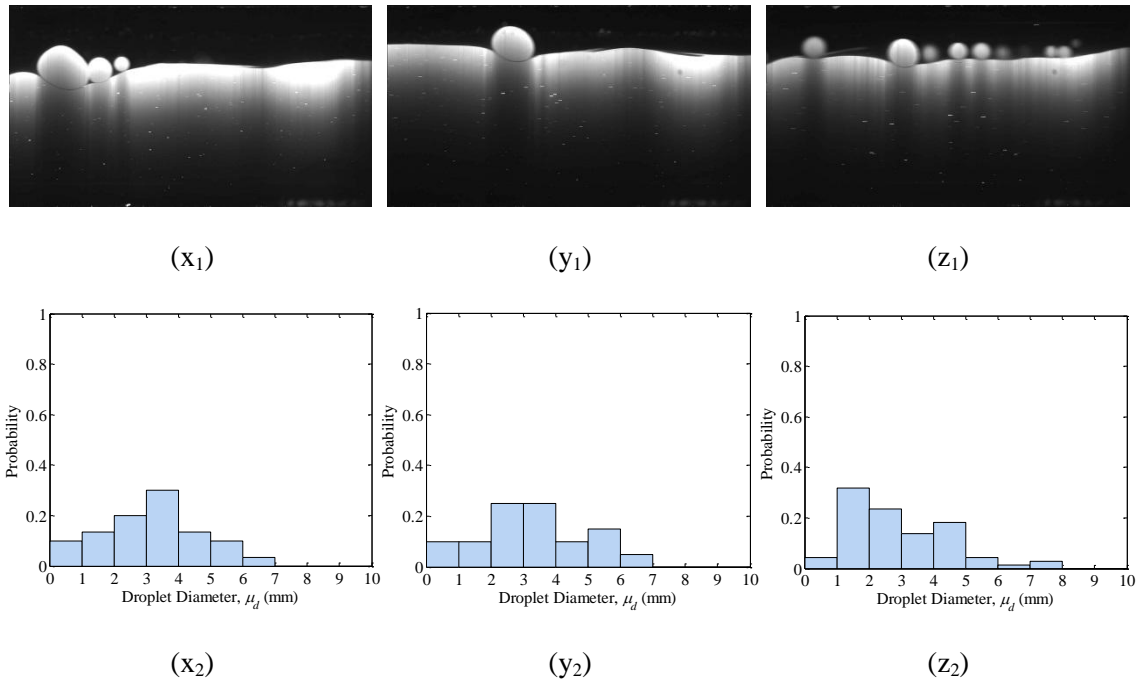 (x₁)
(y₁)
(z₁)
1
0.8
0.6
0.4
0.2
0
Probability
0 1 2 3 4 5 6 7 8 9 10
Droplet Diameter, μd (mm)
1
0.8
0.6
0.4
0.2
0
Probability
0 1 2 3 4 5 6 7 8 9 10
Droplet Diameter, μd (mm)
1
0.8
0.6
0.4
0.2
0
Probability
0 1 2 3 4 5 6 7 8 9 10
Droplet Diameter, μd (mm)
(x₂)
(y₂)
(z₂)